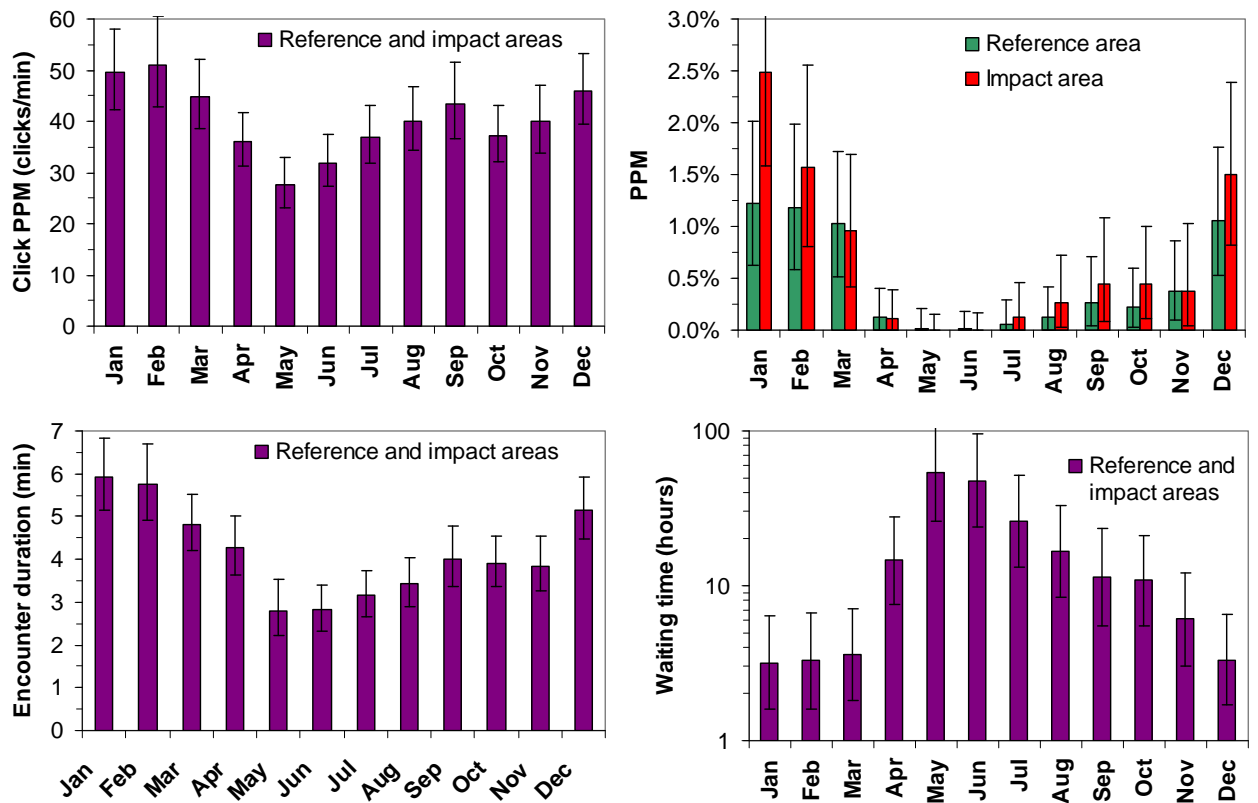 Click PPM (clicks/min)
60
50
40
30
20
10
0
Reference and impact areas
Jan
Feb
Mar
Apr
May
Jun
Jul
Aug
Sep
Oct
Nov
Dec
PPM
3.0%
2.5%
2.0%
1.5%
1.0%
0.5%
0.0%
Reference area
Impact area
Jan
Feb
Mar
Apr
May
Jun
Jul
Aug
Sep
Oct
Nov
Dec
Encounter duration (min)
7
6
5
4
3
2
1
0
Reference and impact areas
Jan
Feb
Mar
Apr
May
Jun
Jul
Aug
Sep
Oct
Nov
Dec
Waiting time (hours)
100
10
1
Reference and
impact areas
Jan
Feb
Mar
Apr
May
Jun
Jul
Aug
Sep
Oct
Nov
Dec